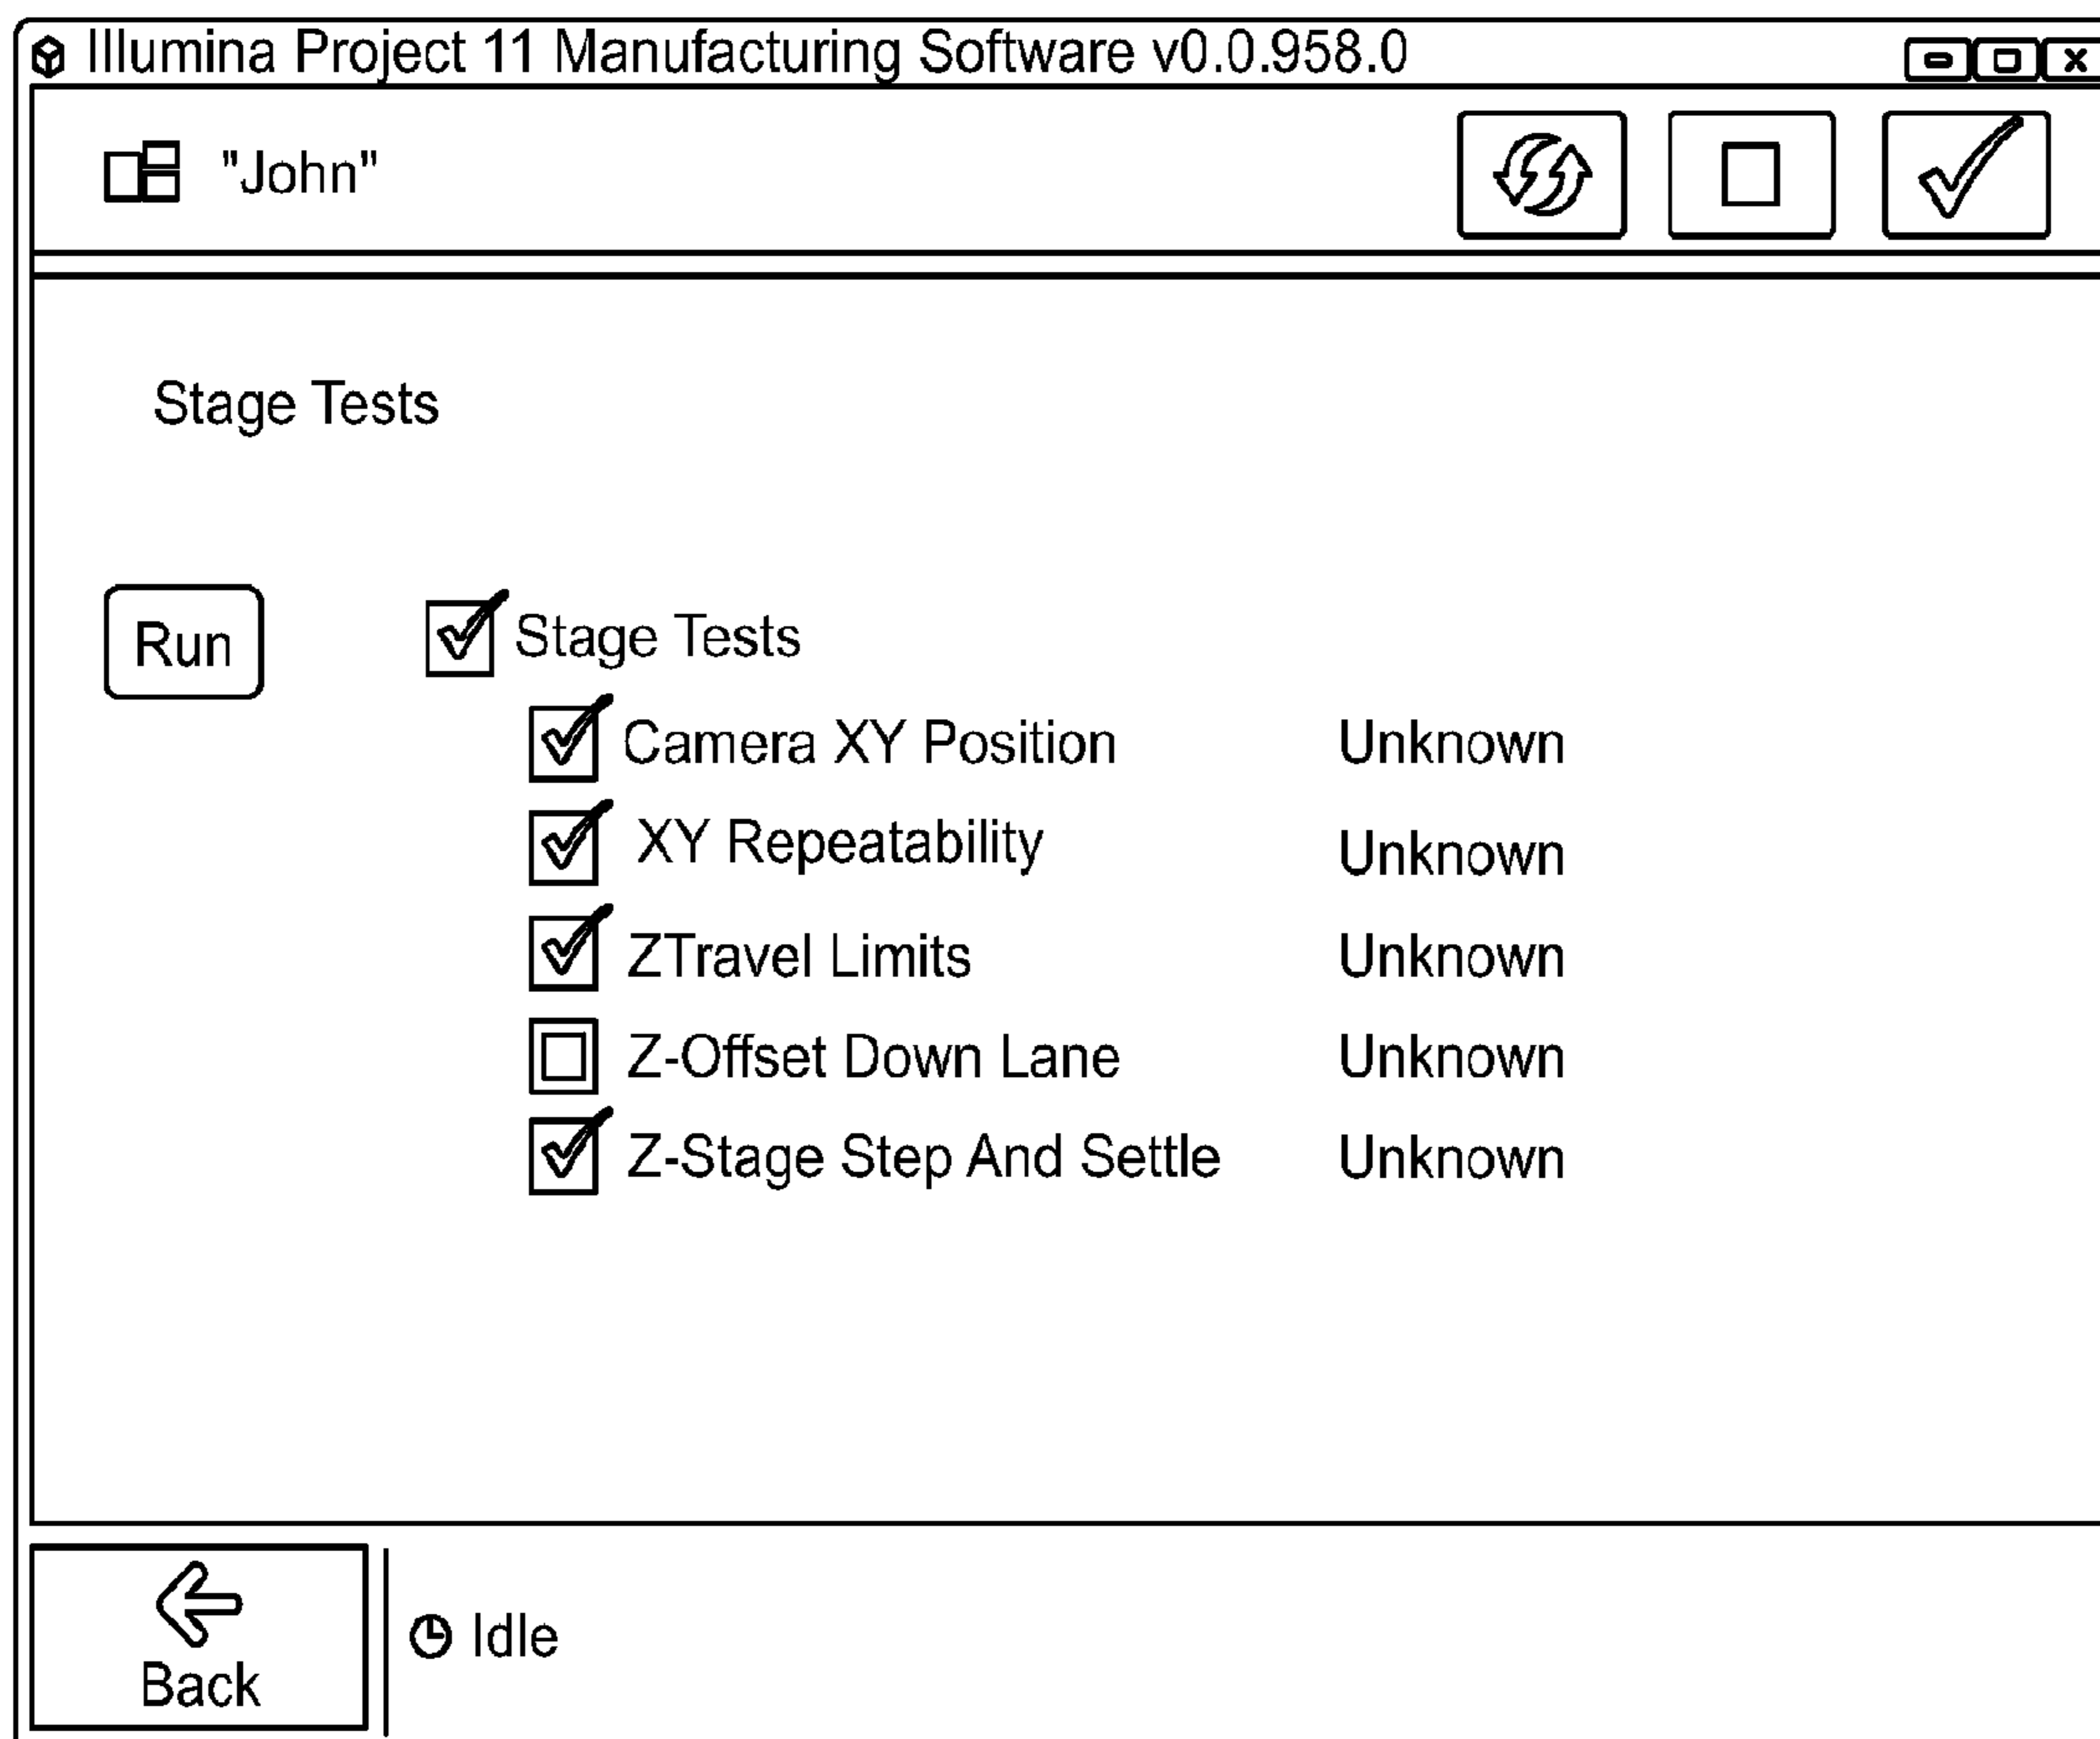 Illumina Project 11 Manufacturing Software v0.0.958.0
"John"
Stage Tests
Run
Stage Tests
Camera XY Position Unknown
XY Repeatability Unknown
ZTravel Limits Unknown
Z-Offset Down Lane Unknown
Z-Stage Step And Settle Unknown
Idle
Back